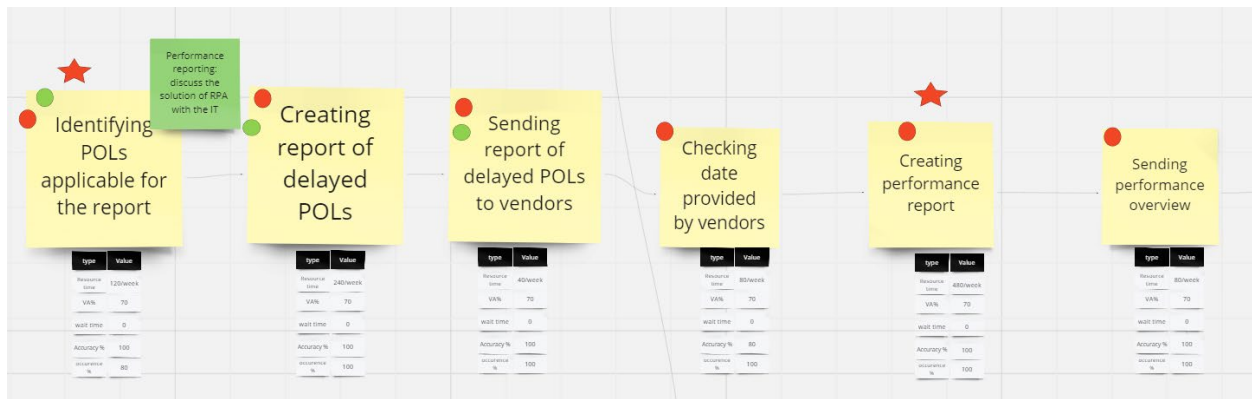 Performance
reporting:
discuss the
solution of RPA
with the IT
Identifying
POLs
applicable for
the report
Creating
report of
delayed
POLs
Sending
report of
delayed POLs
to vendors
Checking
date
provided
by vendors
Creating
performance
report
Sending
performance
overview
type Value
Resource
time 120/week
VA% 70
wait time 0
Accuracy % 100
occurence
% 80
type Value
Resource
time 240/week
VA% 70
wait time 0
Accuracy % 100
occurence
% 100
type Value
Resource
time 40/week
VA% 70
wait time 0
Accuracy % 100
occurence
% 100
type Value
Resource
time 80/week
VA% 70
wait time 0
Accuracy % 80
occurence
% 100
type Value
Resource
time 480/week
VA% 70
wait time 0
Accuracy % 100
occurence
% 100
type Value
Resource
time 80/week
VA% 70
wait time 0
Accuracy % 100
occurence
% 100